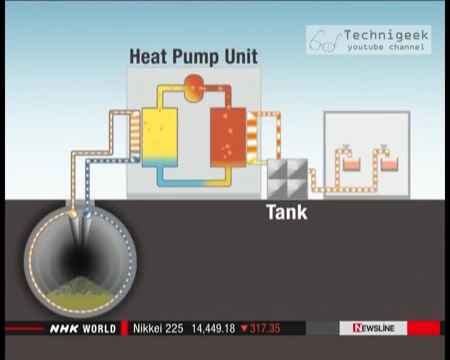 Technigeek
youtube channel
Heat Pump Unit
Tank
NHK WORLD Nikkei 225 14,449.18 ▼317.35 NEWSLINE